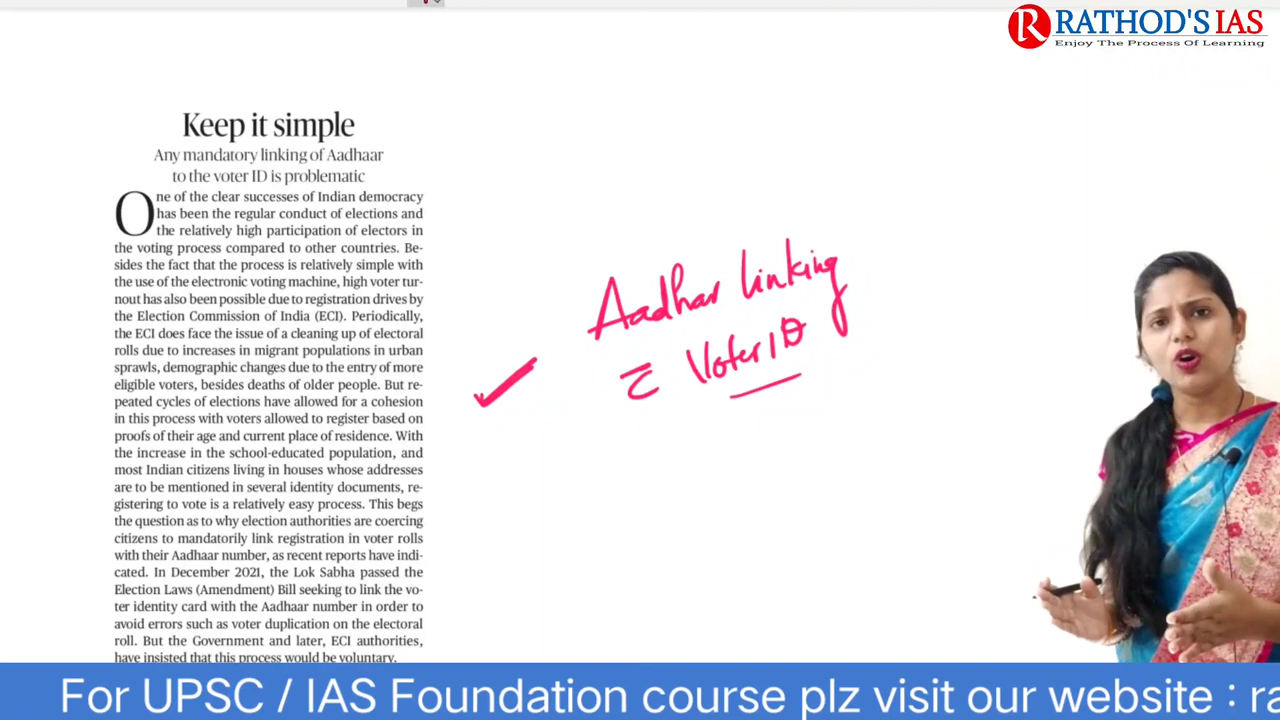 RATHOD'S IAS
Enjoy The Process Of Learning
Keep it simple
Any mandatory linking of Aadhaar
to the voter ID is problematic
One of the clear successes of Indian democracy
has been the regular conduct of elections and
the relatively high participation of electors in
the voting process compared to other countries. Be-
sides the fact that the process is relatively simple with
the use of the electronic voting machine, high voter tur-
nout has also been possible due to registration drives by
the Election Commission of India (ECI). Periodically,
the ECI does face the issue of a cleaning up of electoral
rolls due to increases in migrant populations in urban
sprawls, demographic changes due to the entry of more
eligible voters, besides deaths of older people. But re-
peated cycles of elections have allowed for a cohesion
in this process with voters allowed to register based on
proofs of their age and current place of residence. With
the increase in the school-educated population, and
most Indian citizens living in houses whose addresses
are to be mentioned in several identity documents, re-
gistering to vote is a relatively easy process. This begs
the question as to why election authorities are coercing
citizens to mandatorily link registration in voter rolls
with their Aadhaar number, as recent reports have indi-
cated. In December 2021, the Lok Sabha passed the
Election Laws (Amendment) Bill seeking to link the vo-
ter identity card with the Aadhaar number in order to
avoid errors such as voter duplication on the electoral
roll. But the Government and later, ECI authorities,
have insisted that this process would be voluntary.
Aadhar linking
Voter ID
For UPSC / IAS Foundation course plz visit our website : ra